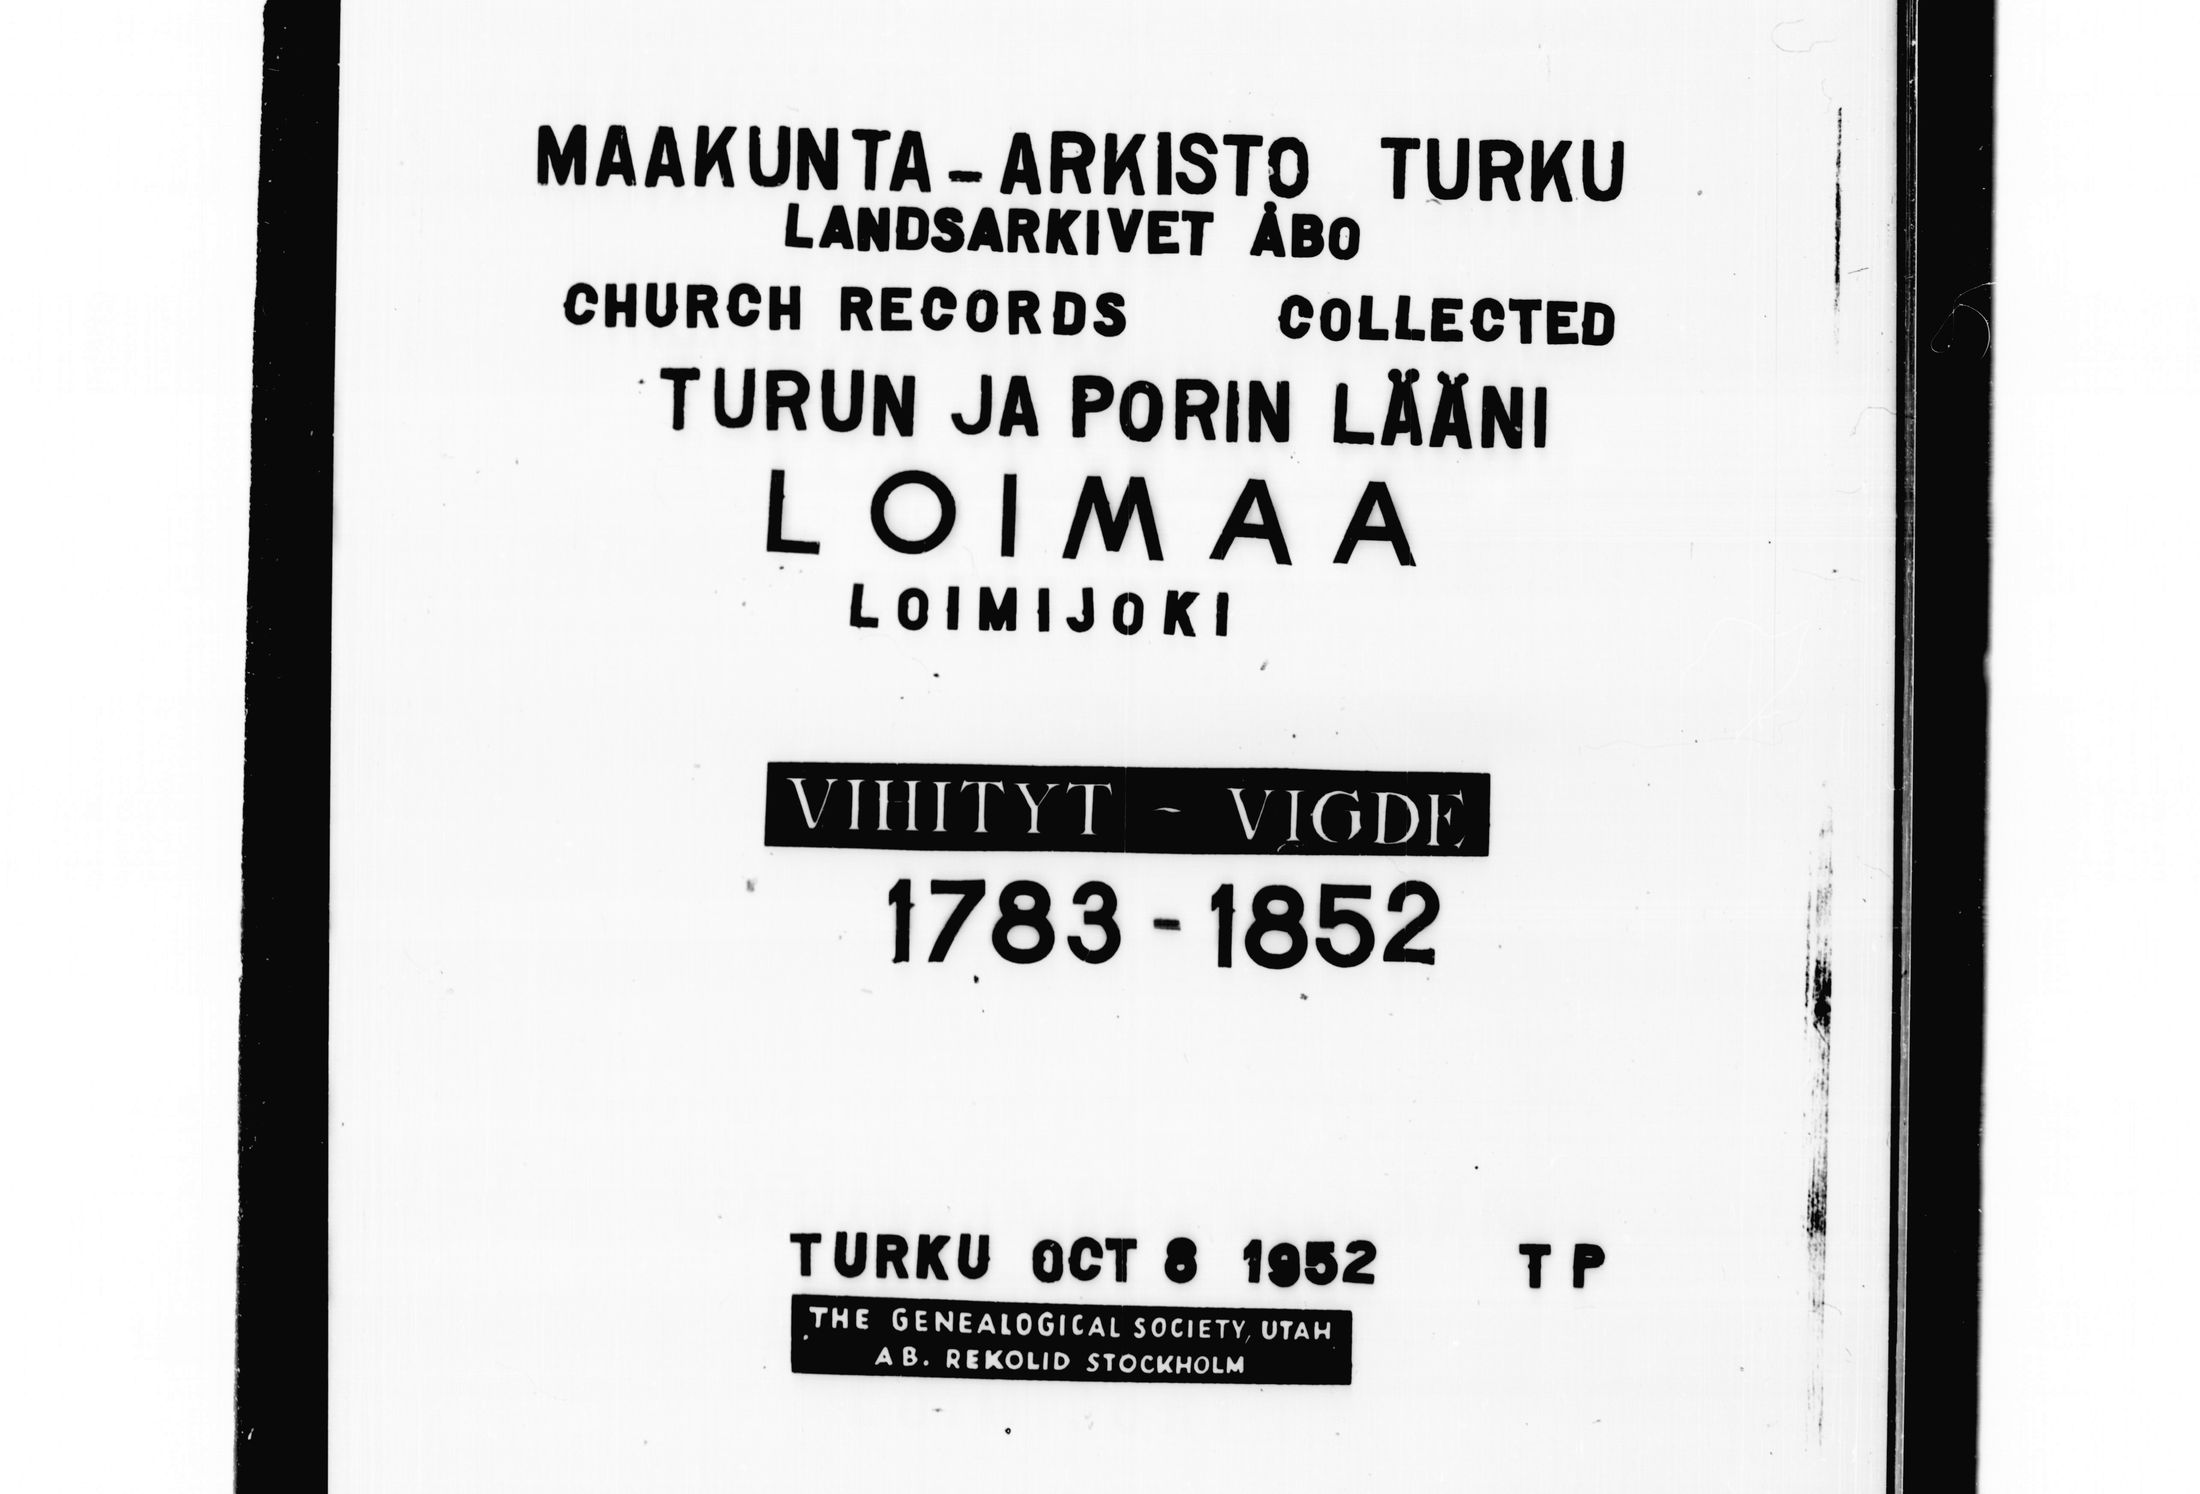 MAAKUNTA-ARKISTO TURKU
LANDSARKIVET ÅBO
CHURCH RECORDS COLLECTED
TURUN JA PORIN LÄÄNI
LOIMAA
LOIMIJOKI
VIHITYT - VIGDE
1783-1852
TURKU OCT 8 1952 TP
THE GENEALOGICAL SOCIETY, UTAH
AB. REKOLID STOCKHOLM